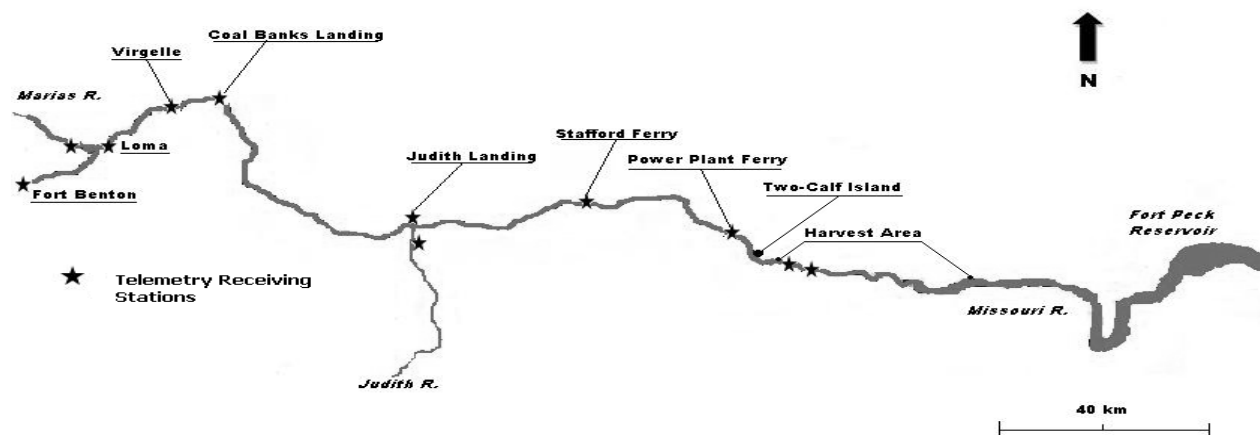 Coal Banks Landing
Virgelle
Marias R.
Loma
Fort Benton
Judith Landing
Stafford Ferry
Power Plant Ferry
Two-Calf Island
Harvest Area
Fort Peck
Reservoir
N
Telemetry Receiving
Stations
Missouri R.
Judith R.
40 km